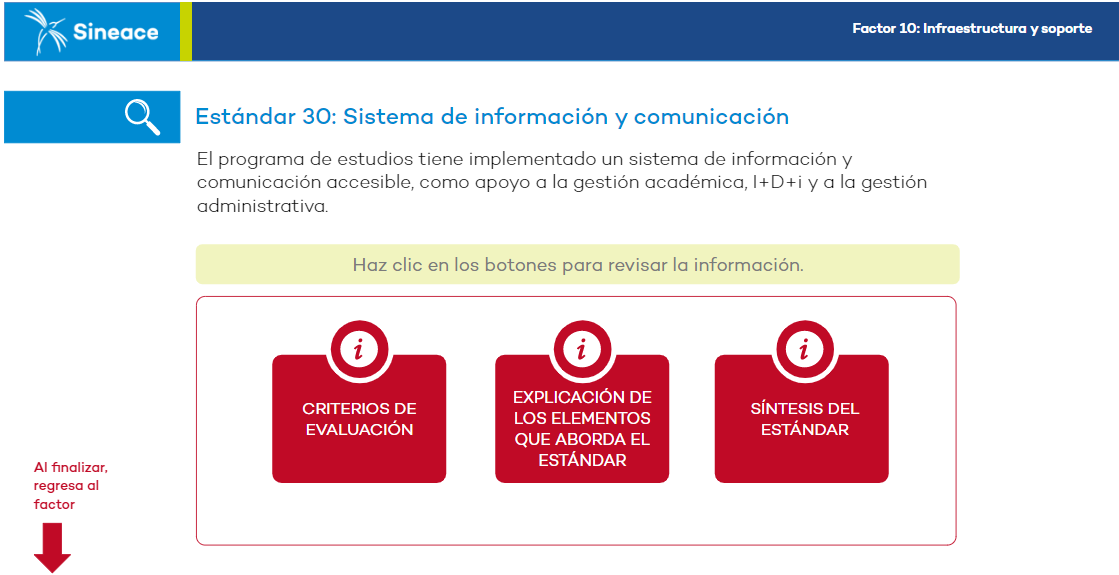 Sineace
Factor 10: Infraestructura y soporte
Estándar 30: Sistema de información y comunicación
El programa de estudios tiene implementado un sistema de información y
comunicación accesible, como apoyo a la gestión académica, I+D+i y a la gestión
administrativa.
Haz clic en los botones para revisar la información.
i
CRITERIOS DE
EVALUACIÓN
i
EXPLICACIÓN DE
LOS ELEMENTOS
QUE ABORDA EL
ESTÁNDAR
i
SÍNTESIS DEL
ESTÁNDAR
Al finalizar,
regresa al
factor